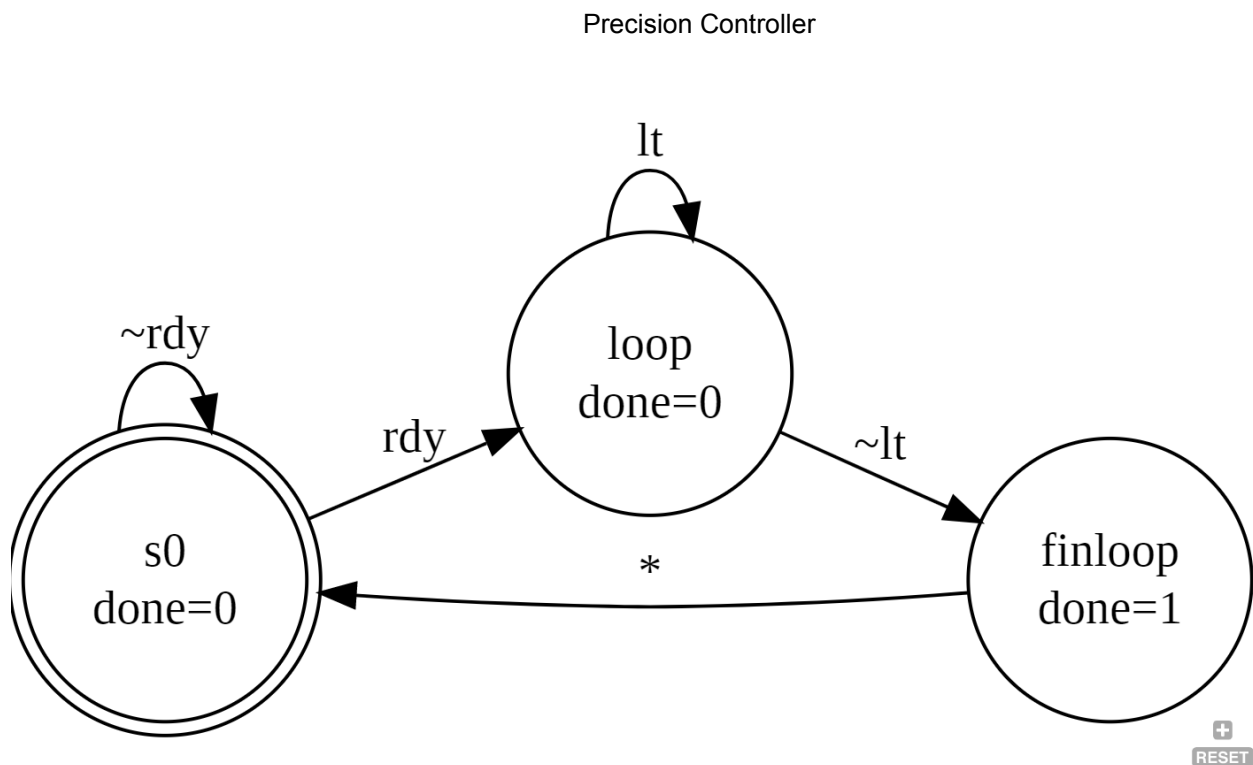 Precision Controller
lt
~rdy
loop
done=0
rdy
~lt
s0
done=0
*
finloop
done=1
RESET